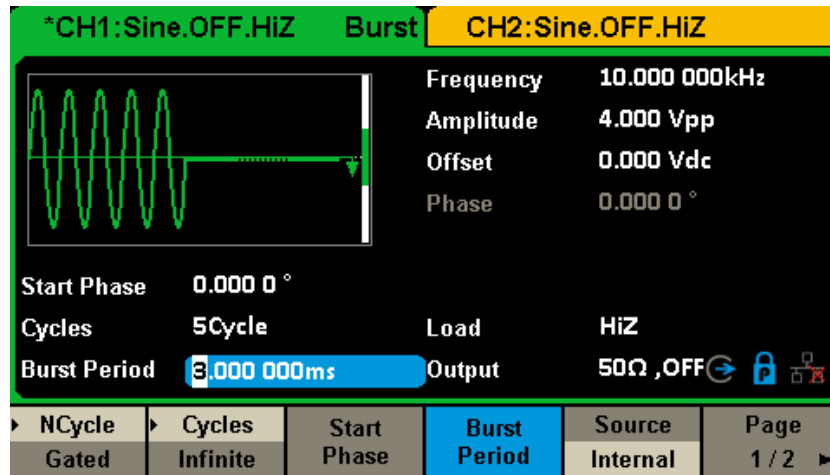 *CH1:Sine.OFF.HiZ Burst CH2:Sine.OFF.HiZ
Frequency 10.000 000kHz
Amplitude 4.000 Vpp
Offset 0.000 Vdc
Phase 0.000 0 °
Start Phase 0.000 0 °
Cycles 5Cycle Load HiZ
Burst Period 3.000 000ms Output 50Ω ,OFF P
NCycle Cycles Start Burst Source Page
Gated Infinite Phase Period Internal 1/2